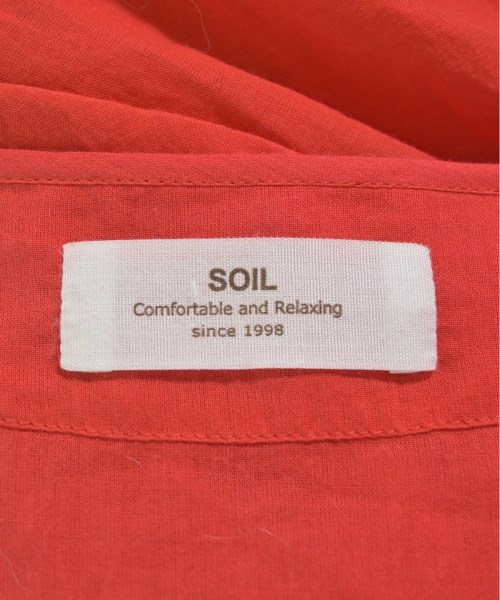 SOIL
Comfortable and Relaxing
since 1998